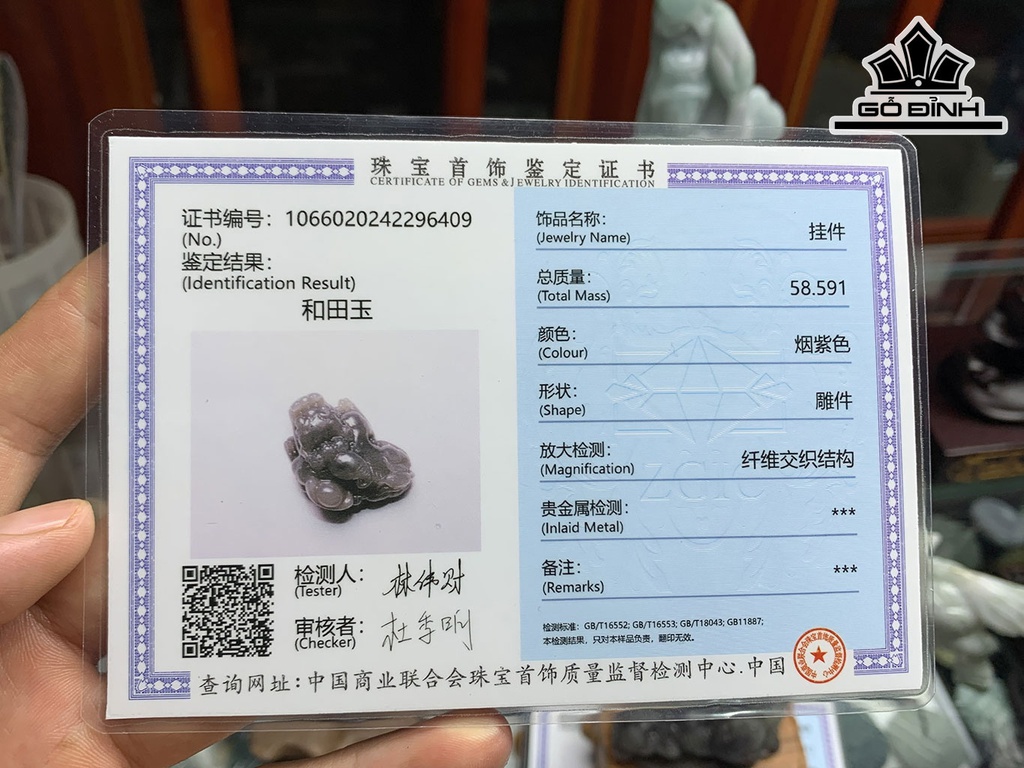 GỖ ĐỈNH
珠宝首饰鉴定证书
CERTIFICATE OF GEMS &JEWELRY IDENTIFICATION
证书编号: 1066020242296409
(No.)
鉴定结果:
(Identification Result)
和田玉
检测人:
(Tester)
审核者:
(Checker)
饰品名称:
(Jewelry Name)
挂件
总质量:
(Total Mass)
58.591
颜色:
(Colour)
烟紫色
形状:
(Shape)
雕件
放大检测:
(Magnification)
纤维交织结构
贵金属检测:
(Inlaid Metal)
***
备注:
(Remarks)
***
检测标准: GB/T16552; GB/T16553; GB/T18043; GB11887;
本检测结果，只对本样品负责，翻印无效。
查询网址:中国商业联合会珠宝首饰质量监督检测中心.中国